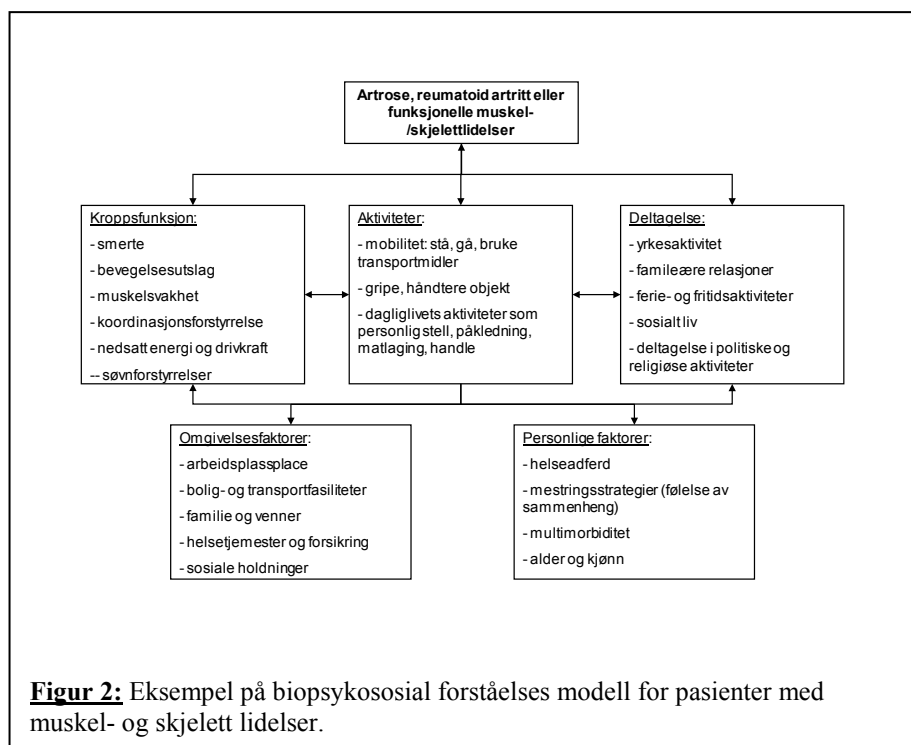 Artrose, reumatoid artritt eller
funksjonelle muskel-
/skjelettlidelser
Kroppsfunksjon:
- smerte
- bevegelsesutslag
- muskelsvakhet
- koordinasjonsforstyrrelse
- nedsatt energi og drivkraft
-- søvnforstyrrelser
Aktiviteter:
- mobilitet: stå, gå, bruke
transportmidler
- gripe, håndtere objekt
- dagliglivets aktiviteter som
personlig stell, påkledning,
matlaging, handle
Deltagelse:
- yrkesaktivitet
- famileære relasjoner
- ferie- og fritidsaktiviteter
- sosialt liv
- deltagelse i politiske og
religiøse aktiviteter
Omgivelsesfaktorer:
- arbeidsplassplace
- bolig- og transportfasiliteter
- familie og venner
- helsetjemester og forsikring
- sosiale holdninger
Personlige faktorer:
- helseadferd
- mestringsstrategier (følelse av
sammenheng)
- multimorbiditet
- alder og kjønn
Figur 2: Eksempel på biopsykososial forståelses modell for pasienter med
muskel- og skjelett lidelser.